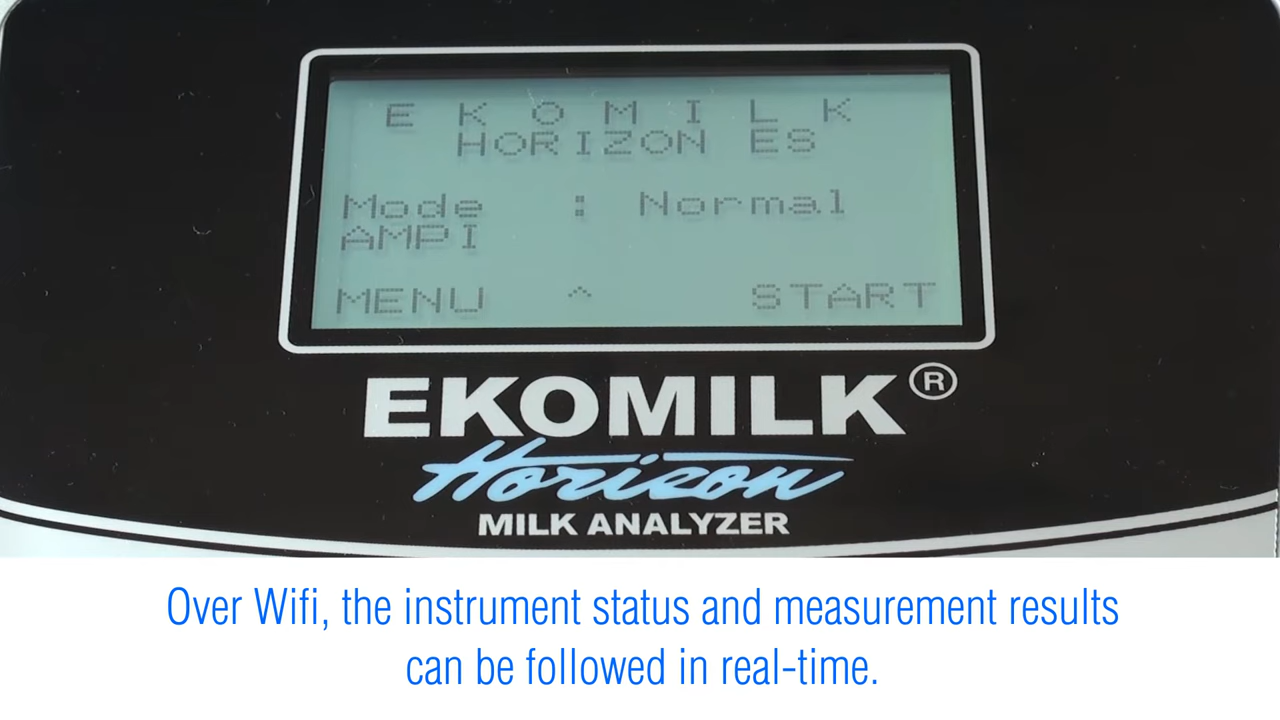 E K O M I L K
HORIZON ES
Mode : Normal
AMPI
MENU ^ START
EKOMILK®
Horizon
MILK ANALYZER
Over Wifi, the instrument status and measurement results
can be followed in real-time.